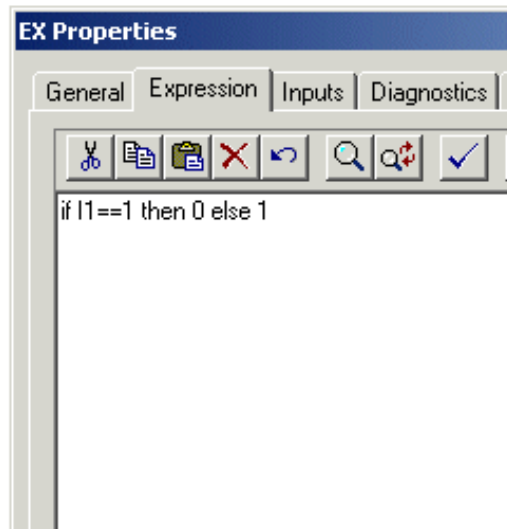 EX Properties
General Expression Inputs Diagnostics
if I1==1 then 0 else 1